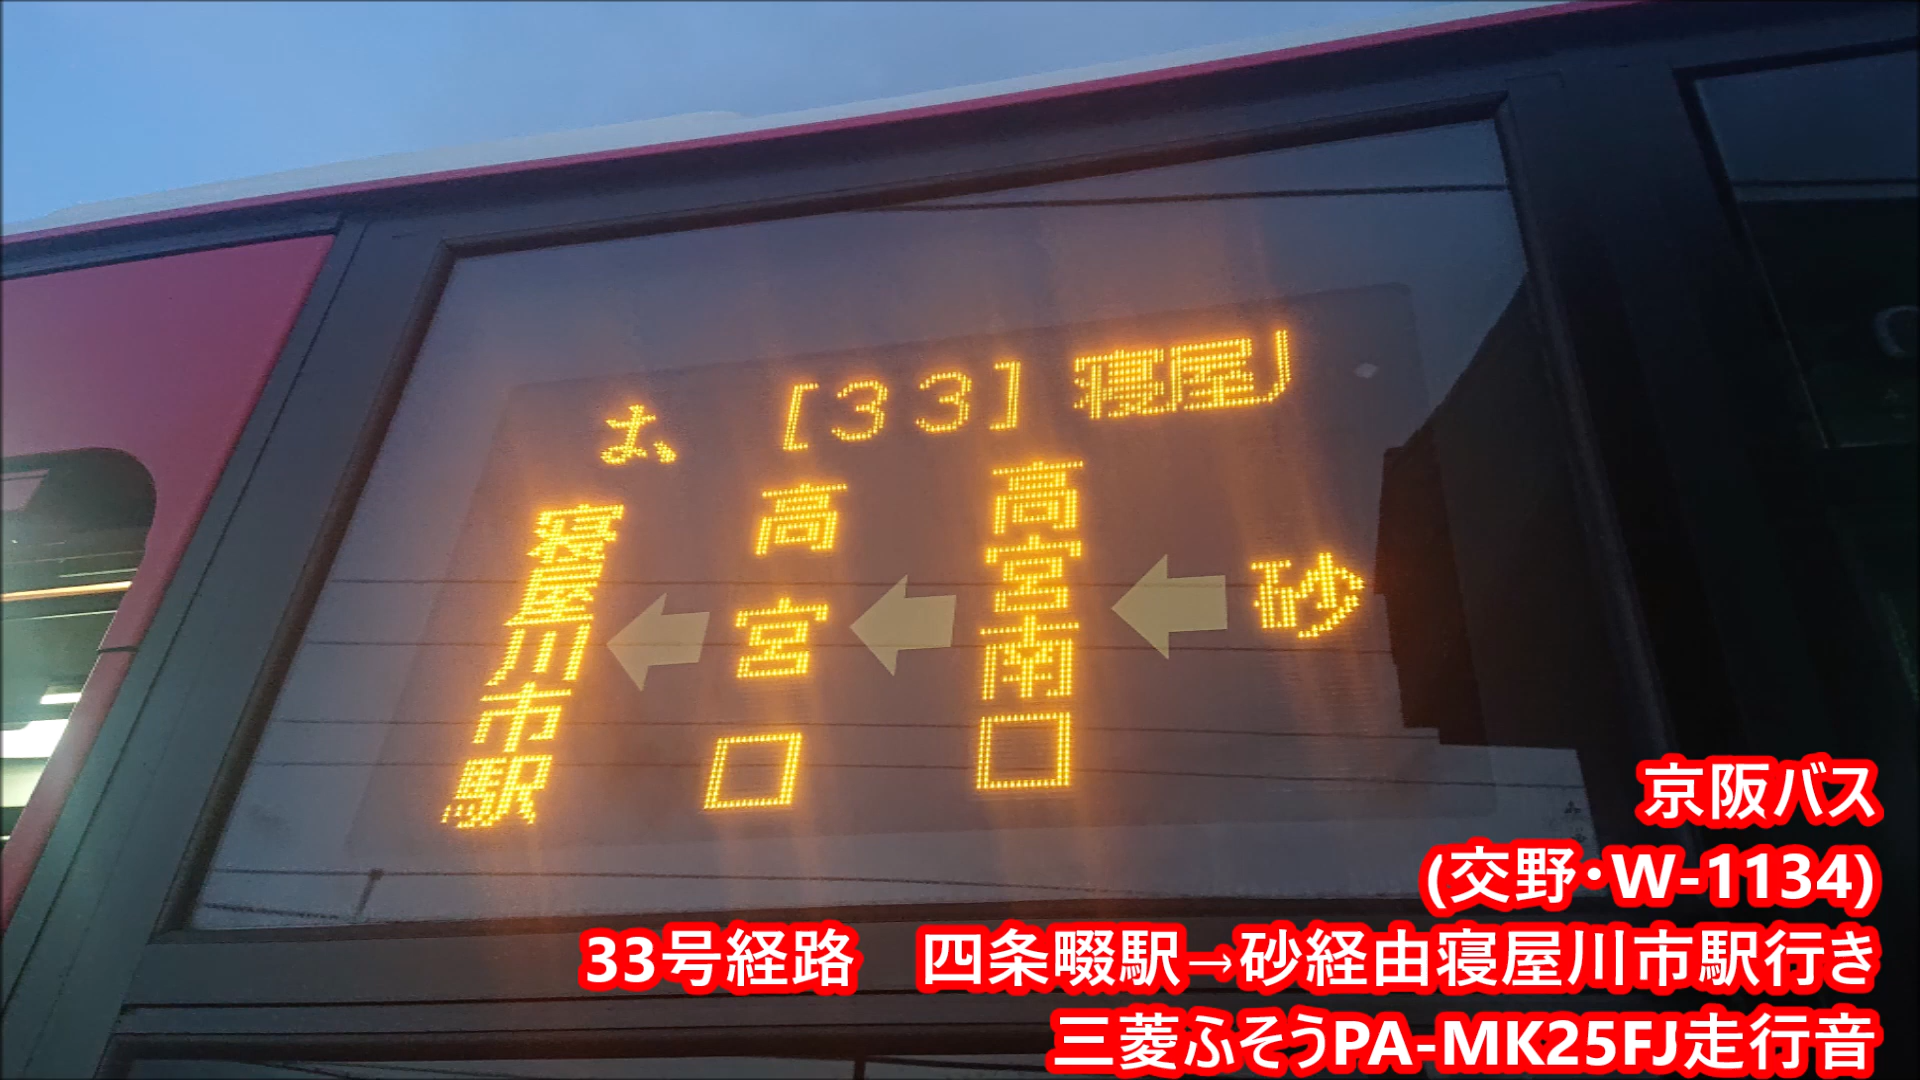 す。　［３３］寝屋川
砂
高宮南口
高宮口
寝屋川市駅
京阪バス
(交野・W-1134)
33号経路　四条畷駅→砂経由寝屋川市駅行き
三菱ふそうPA-MK25FJ走行音